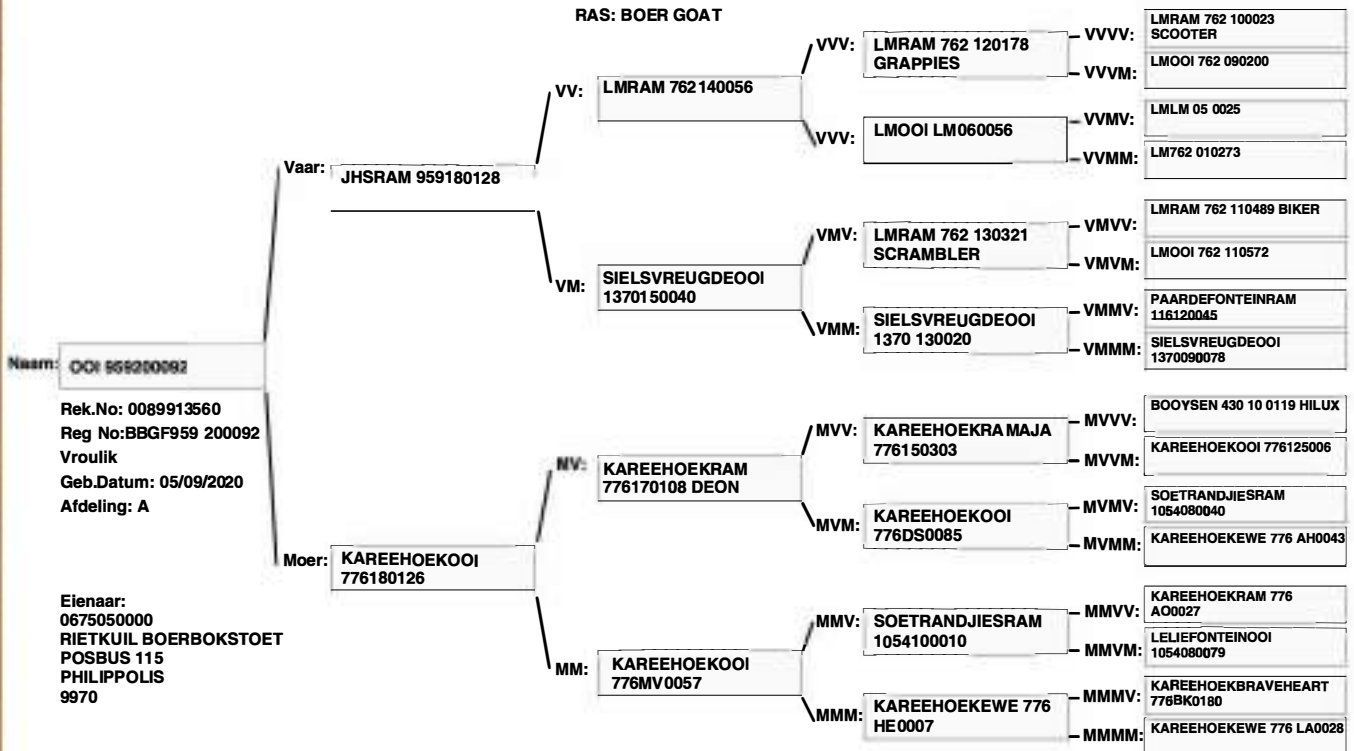 RAS: BOER GOAT
Naam: OOI 959200092
Rek.No: 0089913560
Reg No:BBGF959 200092
Vroulik
Geb.Datum: 05/09/2020
Afdeling: A
Eienaar:
0675050000
RIETKUIL BOERBOKSTOET
POSBUS 115
PHILIPPOLIS
9970
Vaar: JHSRAM 959180128
Moer: KAREEHOEKOOI
776180126
VV: LMRAM 762140056
VM: SIELSVREUGDEOOI
1370150040
MV: KAREEHOEKRAM
776170108 DEON
MM: KAREEHOEKOOI
776MV0057
VVV: LMRAM 762 120178
GRAPPIES
VVV: LMOOI LM060056
VMV: LMRAM 762 130321
SCRAMBLER
VMM: SIELSVREUGDEOOI
1370 130020
MVV: KAREEHOEKRAMAJA
776150303
MVM: KAREEHOEKOOI
776DS0085
MMV: SOETRANDJIESRAM
1054100010
MMM: KAREEHOEKEWE 776
HE0007
VVVV: LMRAM 762 100023
SCOOTER
VVVM: LMOOI 762 090200
VVMV: LMLM 05 0025
VVMM: LM762 010273
VMVV: LMRAM 762 110489 BIKER
VMVM: LMOOI 762 110572
VMMV: PAARDEFONTEINRAM
116120045
VMMM: SIELSVREUGDEOOI
1370090078
MVVV: BOOYSEN 430 10 0119 HILUX
MVVM: KAREEHOEKOOI 776125006
MVMV: SOETRANDJIESRAM
1054080040
MVMM: KAREEHOEKEWE 776 AH0043
MMVV: KAREEHOEKRAM 776
AO0027
MMVM: LELIEFONTEINOOI
1054080079
MMMV: KAREEHOEKBRAVEHEART
776BK0180
MMMM: KAREEHOEKEWE 776 LA0028